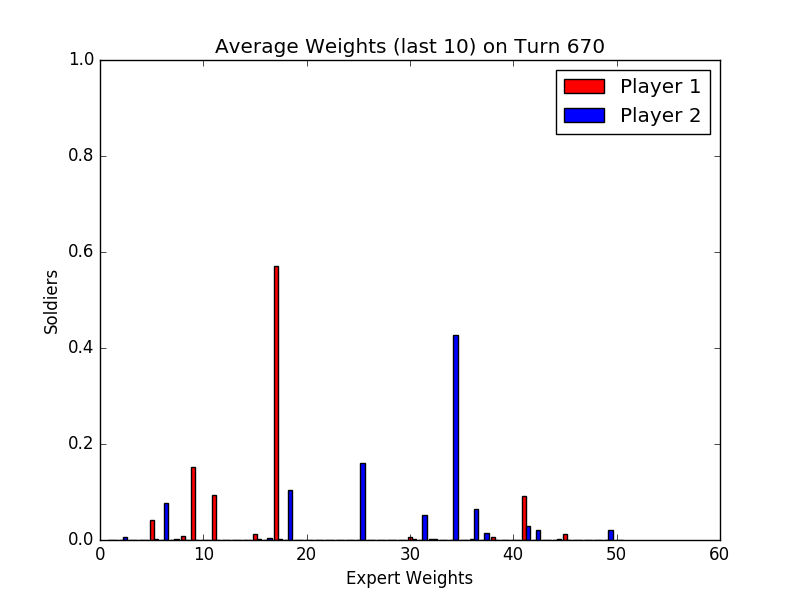 Average Weights (last 10) on Turn 670
1.0
0.8
0.6
0.4
0.2
0.0
Soldiers
Player 1
Player 2
0 10 20 30 40 50 60
Expert Weights